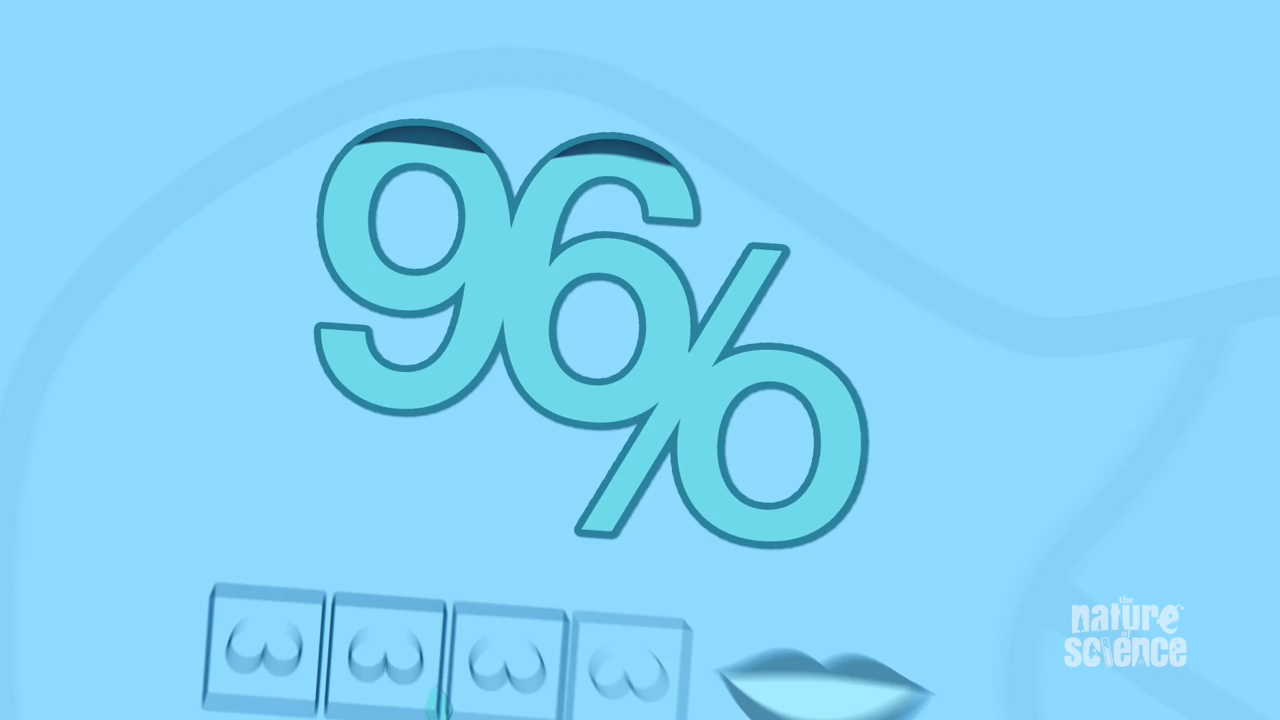 96%
the
nature
of
science